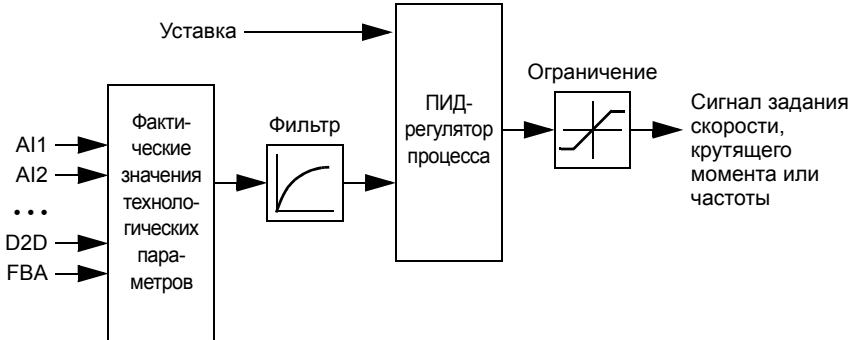 Уставка
AI1
AI2
• • •
D2D
FBA
Факти-
ческие
значения
техноло-
гических
пара-
метров
Фильтр
ПИД-
регулятор
процесса
Ограничение
Сигнал задания
скорости,
крутящего
момента или
частоты